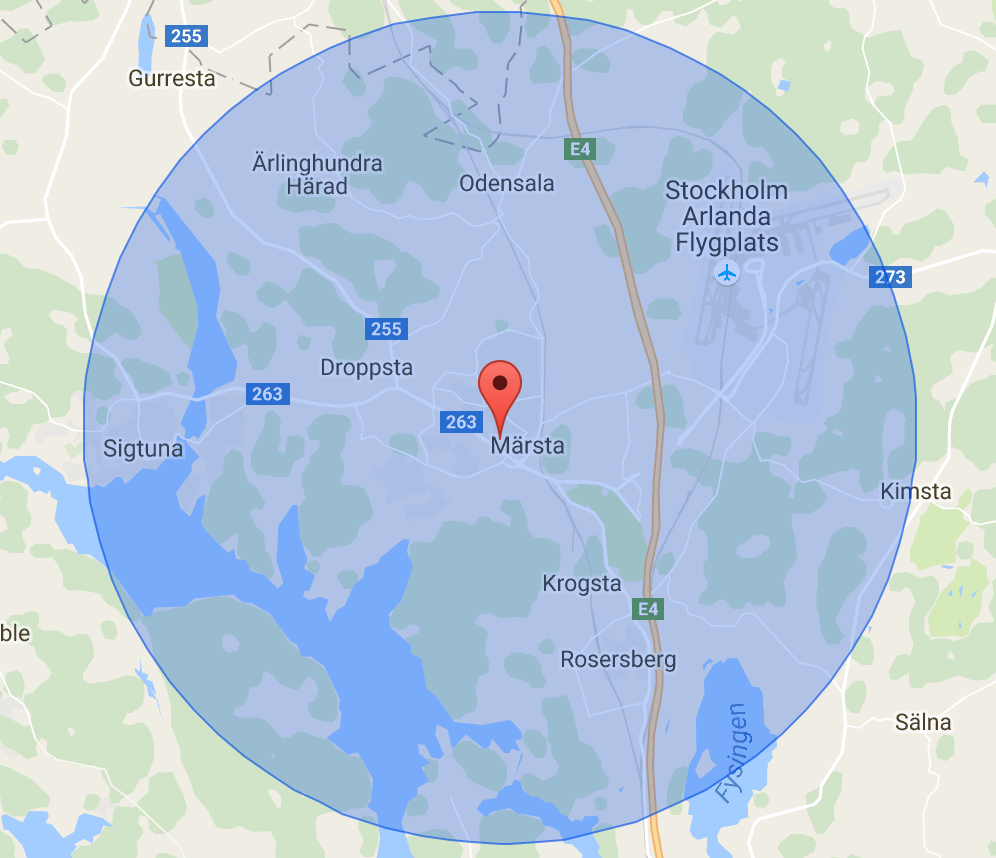 255
Gurresta
Ärlinghundra
Härad
Odensala
E4
Stockholm
Arlanda
Flygplats
273
255
Droppsta
263
263
Märsta
Sigtuna
Kimsta
Krogsta
E4
ble
Rosersberg
Sälna
Fysingen